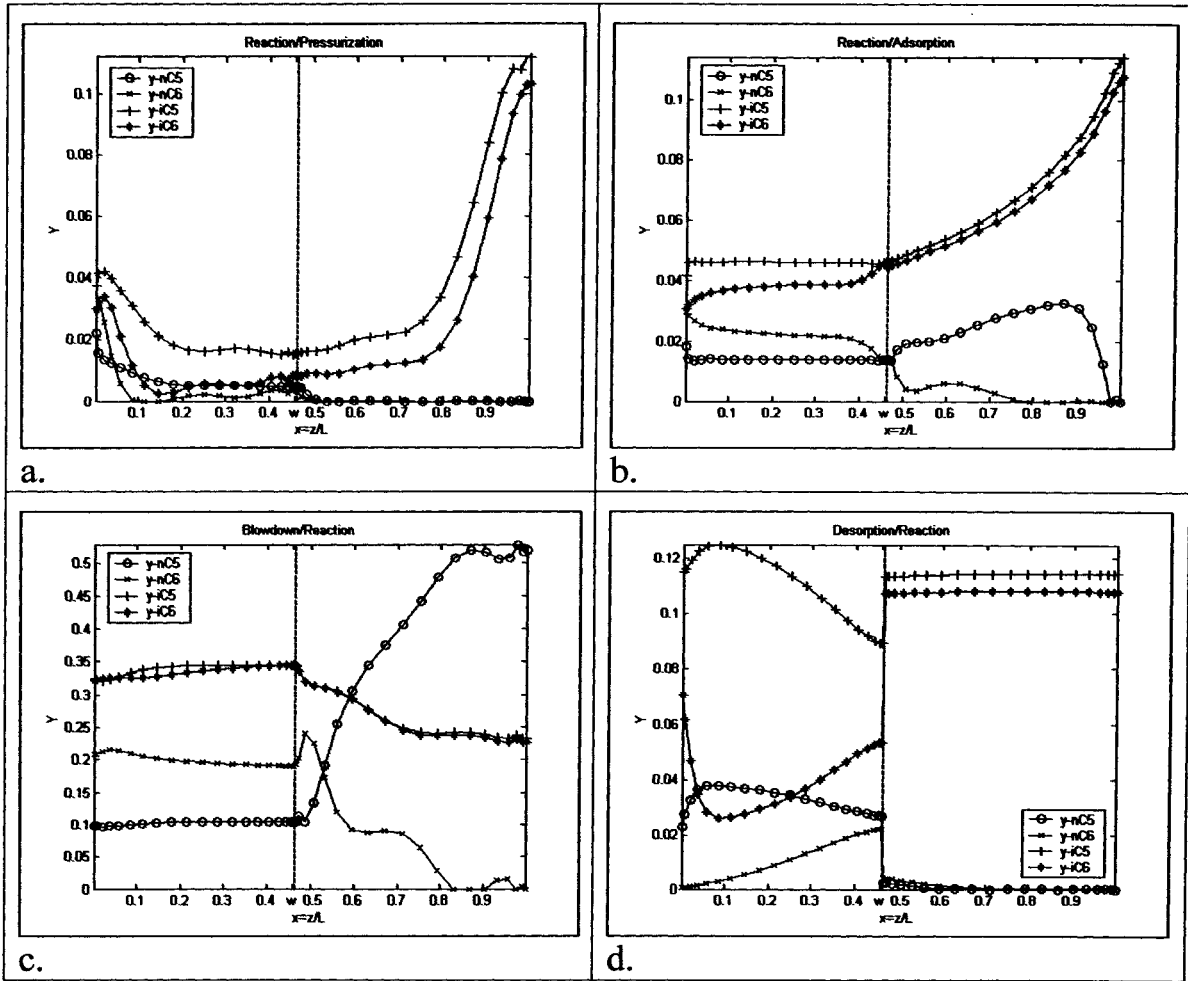 Reaction/Pressurization
y-nC5
y-nC6
y-iC5
y-iC6
Y
0.1
0.08
0.06
0.04
0.02
0
0.1 0.2 0.3 0.4 w 0.5 0.6 0.7 0.8 0.9
x=z/L
a.
Reaction/Adsorption
y-nC5
y-nC6
y-iC5
y-iC6
Y
0.1
0.08
0.06
0.04
0.02
0
0.1 0.2 0.3 0.4 w 0.5 0.6 0.7 0.8 0.9
x=z/L
b.
Blowdown/Reaction
y-nC5
y-nC6
y-iC5
y-iC6
Y
0.5
0.45
0.4
0.35
0.3
0.25
0.2
0.15
0.1
0.05
0
0.1 0.2 0.3 0.4 w 0.5 0.6 0.7 0.8 0.9
x=z/L
c.
Desorption/Reaction
Y
0.12
0.1
0.08
0.06
0.04
0.02
0
y-nC5
y-nC6
y-iC5
y-iC6
0.1 0.2 0.3 0.4 w 0.5 0.6 0.7 0.8 0.9
x=z/L
d.